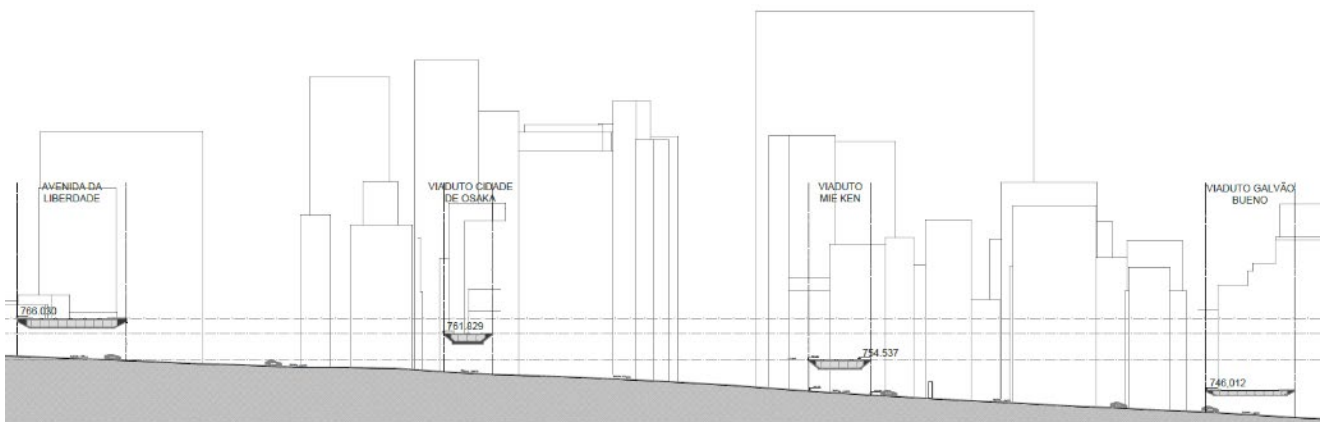 AVENIDA DA
LIBERDADE
VIADUTO CIDADE
DE OSAKA
VIADUTO
MIE KEN
VIADUTO GALVÃO
BUENO
766.030
761.829
754.537
746,012